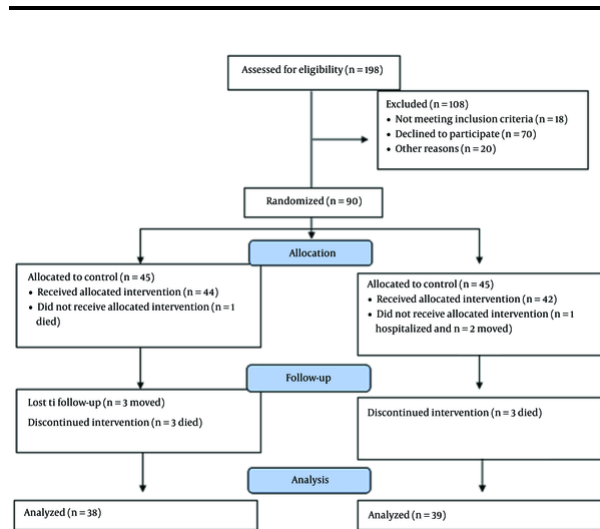 Assessed for eligibility (n = 198)
Excluded (n = 108)
• Not meeting inclusion criteria (n = 18)
• Declined to participate (n = 70)
• Other reasons (n = 20)
Randomized (n = 90)
Allocation
Allocated to control (n = 45)
• Received allocated intervention (n = 44)
• Did not receive allocated intervention (n = 1
died)
Allocated to control (n = 45)
• Received allocated intervention (n = 42)
• Did not receive allocated intervention (n = 1
hospitalized and n = 2 moved)
Follow-up
Lost ti follow-up (n = 3 moved)
Discontinued intervention (n = 3 died)
Discontinued intervention (n = 3 died)
Analysis
Analyzed (n = 38)
Analyzed (n = 39)